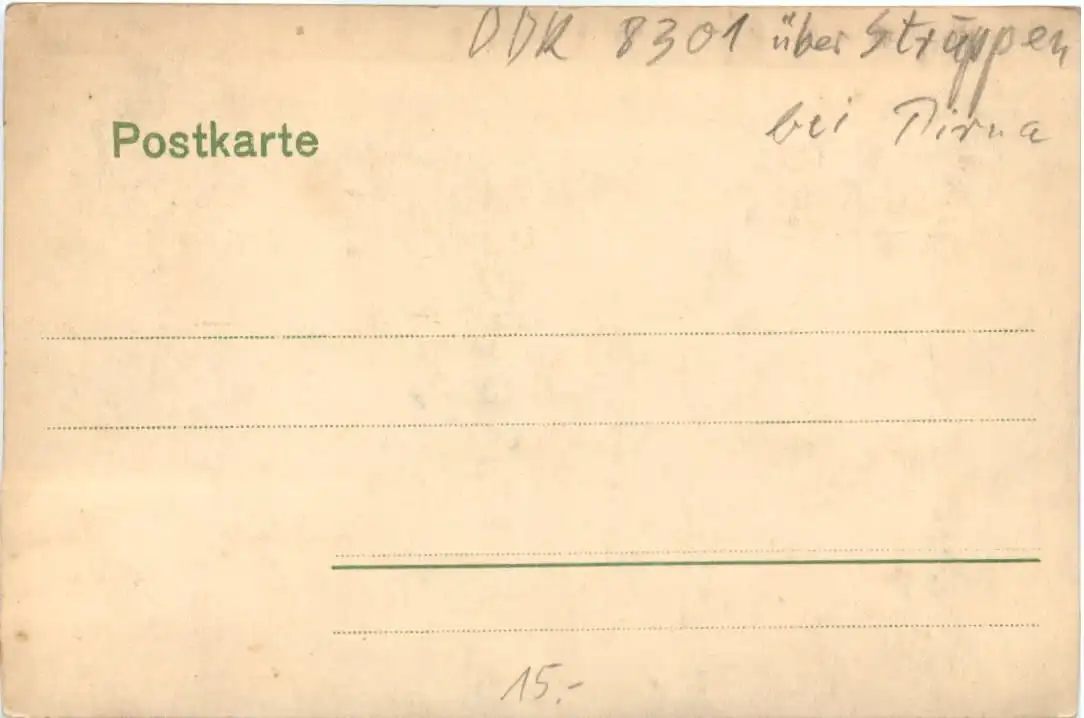 DDR 8301 über Struppen
bei Pirna
Postkarte
15.-